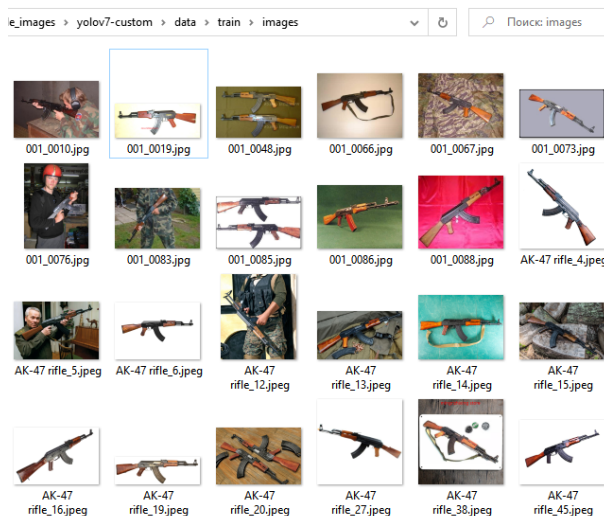 le_images > yolov7-custom > data > train > images
Поиск: images
001_0010.jpg
001_0019.jpg
001_0048.jpg
001_0066.jpg
001_0067.jpg
001_0073.jpg
001_0076.jpg
001_0083.jpg
001_0085.jpg
001_0086.jpg
001_0088.jpg
AK-47 rifle_4.jpeg
AK-47 rifle_5.jpeg
AK-47 rifle_6.jpeg
AK-47
rifle_12.jpeg
AK-47
rifle_13.jpeg
AK-47
rifle_14.jpeg
AK-47
rifle_15.jpeg
AK-47
rifle_16.jpeg
AK-47
rifle_19.jpeg
AK-47
rifle_20.jpeg
AK-47
rifle_27.jpeg
AK-47
rifle_38.jpeg
AK-47
rifle_45.jpeg